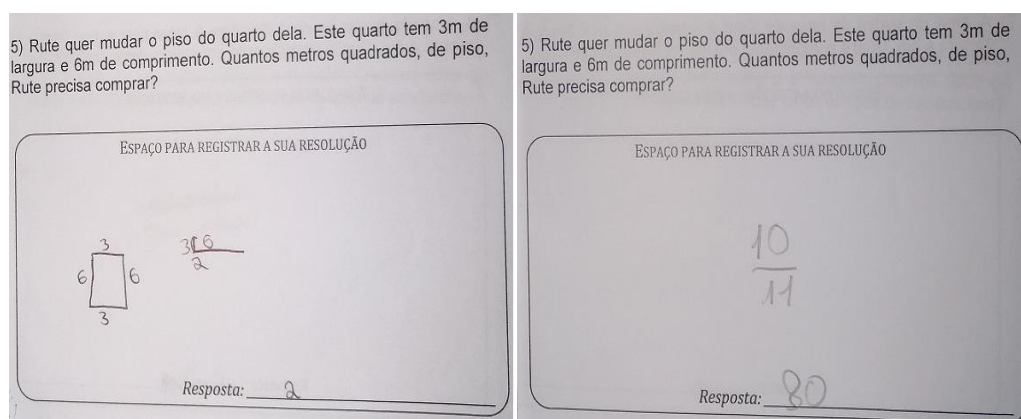 5) Rute quer mudar o piso do quarto dela. Este quarto tem 3m de
largura e 6m de comprimento. Quantos metros quadrados, de piso,
Rute precisa comprar?
ESPAÇO PARA REGISTRAR A SUA RESOLUÇÃO
3
6 6
3
3 6
2
Resposta: 2
5) Rute quer mudar o piso do quarto dela. Este quarto tem 3m de
largura e 6m de comprimento. Quantos metros quadrados, de piso,
Rute precisa comprar?
ESPAÇO PARA REGISTRAR A SUA RESOLUÇÃO
10
11
Resposta: 80